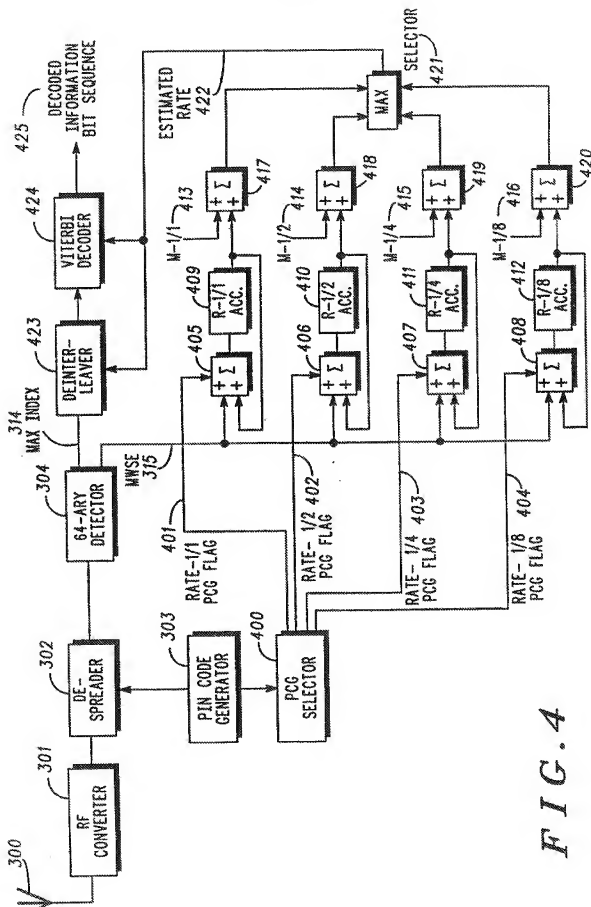 300
301
RF
CONVERTER
302
DE-
SPREADER
303
PIN CODE
GENERATOR
400
PCG
SELECTOR
304
64-ARY
DETECTOR
314
MAX INDEX
423
DEINTER-
LEAVER
424
VITERBI
DECODER
425
DECODED
INFORMATION
BIT SEQUENCE
MWSE
315
401
RATE-1/1
PCG FLAG
402
RATE- 1/2
PCG FLAG
403
RATE- 1/4
PCG FLAG
404
RATE- 1/8
PCG FLAG
405
+ Σ
+
409
R-1/1
ACC.
M-1/1
413
+ Σ
+
417
406
+ Σ
+
410
R-1/2
ACC.
M-1/2
414
+ Σ
+
418
407
+ Σ
+
411
R-1/4
ACC.
M-1/4
415
+ Σ
+
419
408
+ Σ
+
412
R-1/8
ACC.
M-1/8
416
+ Σ
+
420
ESTIMATED
RATE
422
MAX
SELECTOR
421
FIG.4